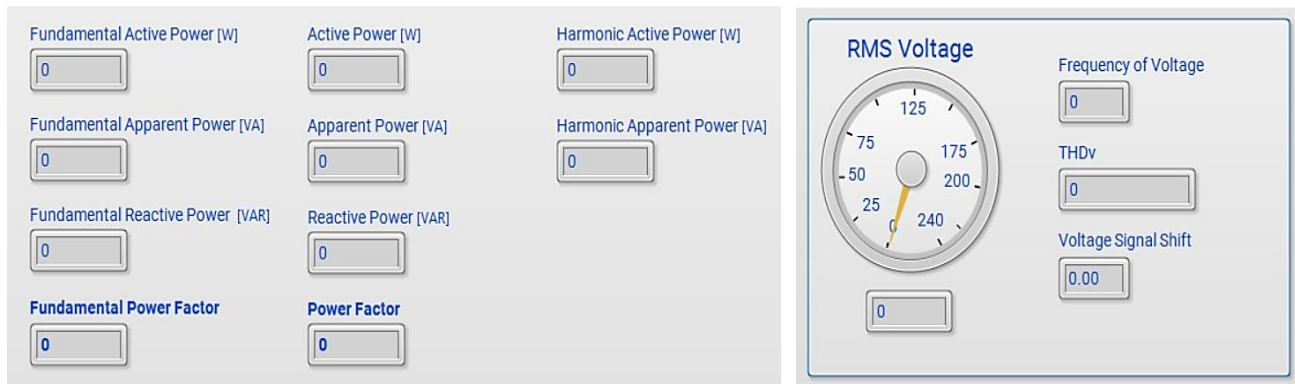 Fundamental Active Power [W]
0
Active Power [W]
0
Harmonic Active Power [W]
0
Fundamental Apparent Power [VA]
0
Apparent Power [VA]
0
Harmonic Apparent Power [VA]
0
Fundamental Reactive Power [VAR]
0
Reactive Power [VAR]
0
Fundamental Power Factor
0
Power Factor
0
RMS Voltage
125
75
175
50
200
25
240
0
0
Frequency of Voltage
0
THDv
0
Voltage Signal Shift
0.00